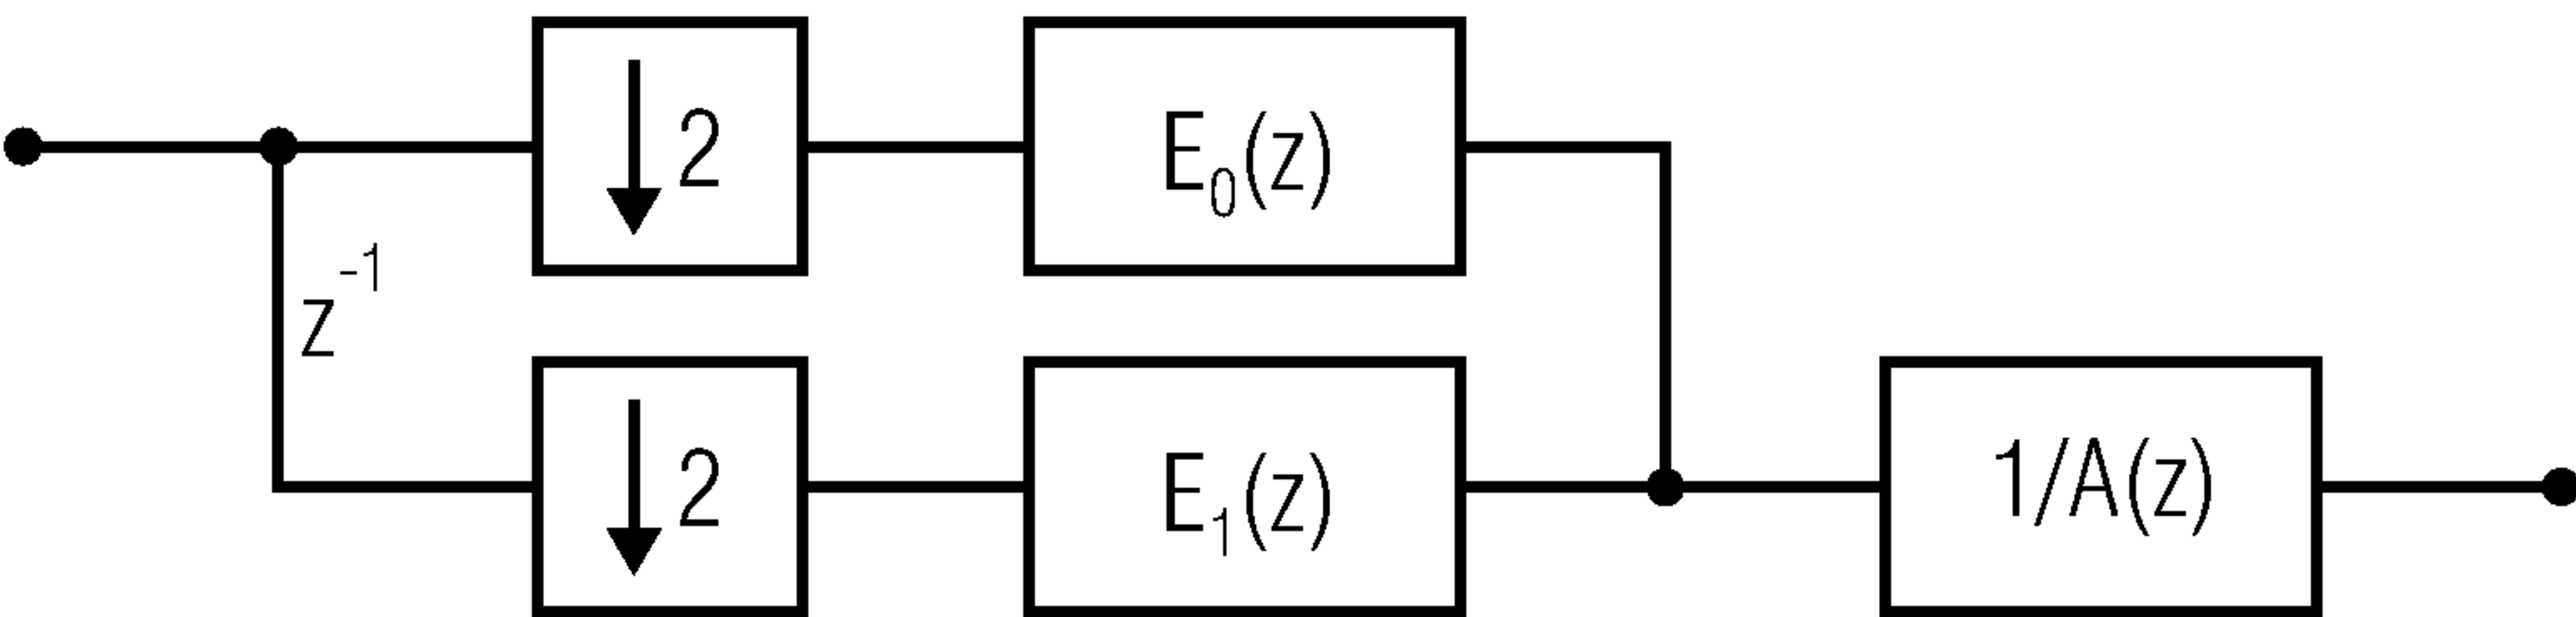 ↓2
E₀(z)
z⁻¹
↓2
E₁(z)
1/A(z)